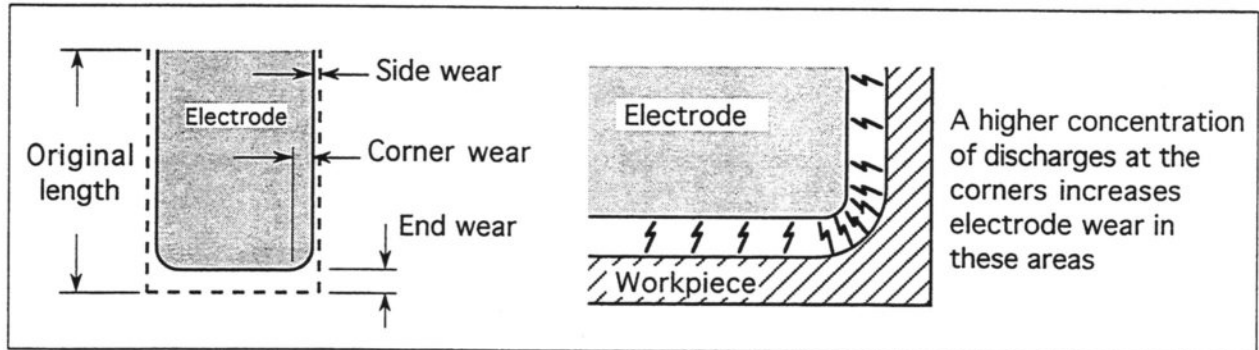 Original
length
Electrode
Side wear
Corner wear
End wear
Electrode
Workpiece
A higher concentration
of discharges at the
corners increases
electrode wear in
these areas